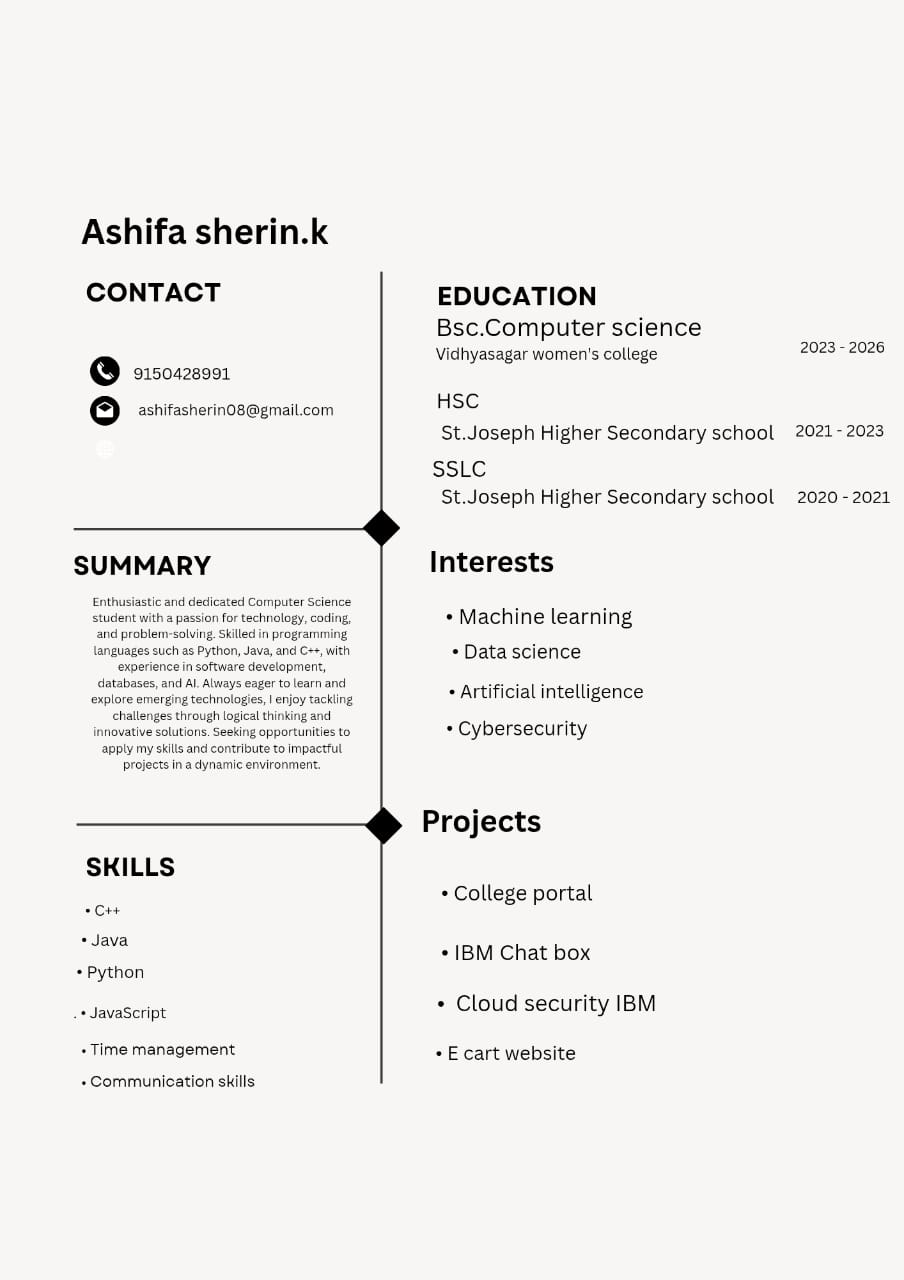 Ashifa sherin.k
CONTACT
9150428991
ashifasherin08@gmail.com
SUMMARY
Enthusiastic and dedicated Computer Science
student with a passion for technology, coding,
and problem-solving. Skilled in programming
languages such as Python, Java, and C++, with
experience in software development,
databases, and AI. Always eager to learn and
explore emerging technologies, I enjoy tackling
challenges through logical thinking and
innovative solutions. Seeking opportunities to
apply my skills and contribute to impactful
projects in a dynamic environment.
SKILLS
• C++
• Java
• Python
. • JavaScript
• Time management
• Communication skills
EDUCATION
Bsc.Computer science
Vidhyasagar women's college 2023 - 2026
HSC
St.Joseph Higher Secondary school 2021 - 2023
SSLC
St.Joseph Higher Secondary school 2020 - 2021
Interests
• Machine learning
• Data science
• Artificial intelligence
• Cybersecurity
Projects
• College portal
• IBM Chat box
• Cloud security IBM
• E cart website